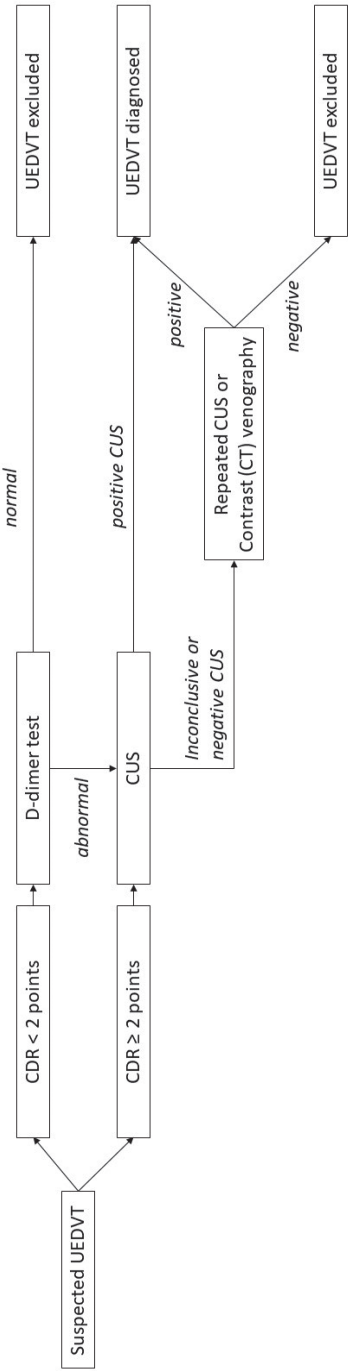 Suspected UEDVT
CDR < 2 points
CDR ≥ 2 points
D-dimer test
abnormal
CUS
normal
positive CUS
Inconclusive or
negative CUS
Repeated CUS or
Contrast (CT) venography
positive
negative
UEDVT excluded
UEDVT diagnosed
UEDVT excluded